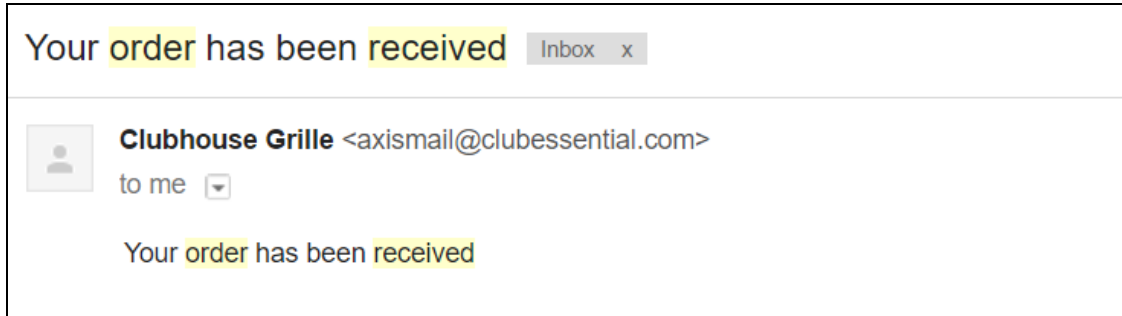 Your order has been received Inbox x
Clubhouse Grille <axismail@clubessential.com>
to me
Your order has been received